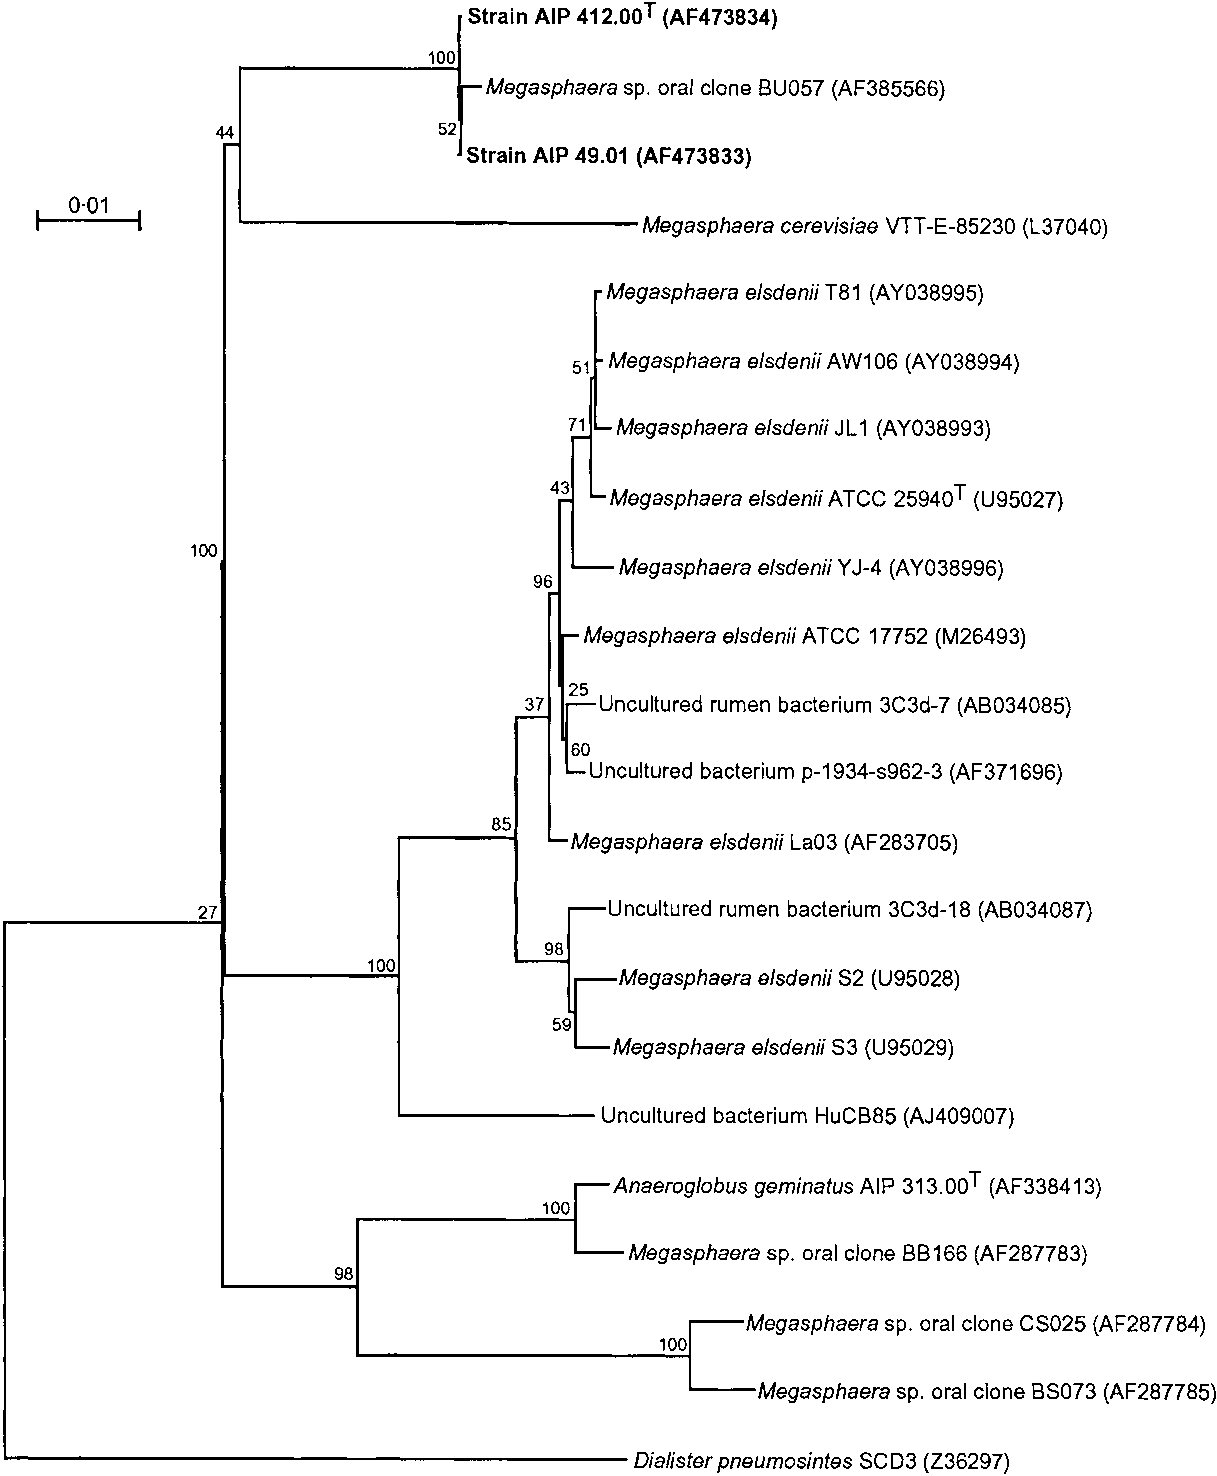 Strain AIP 412.00T (AF473834)
100
Megasphaera sp. oral clone BU057 (AF385566)
52
44
Strain AIP 49.01 (AF473833)
0·01
Megasphaera cerevisiae VTT-E-85230 (L37040)
Megasphaera elsdenii T81 (AY038995)
51
Megasphaera elsdenii AW106 (AY038994)
71
Megasphaera elsdenii JL1 (AY038993)
43
Megasphaera elsdenii ATCC 25940T (U95027)
100
96
Megasphaera elsdenii YJ-4 (AY038996)
Megasphaera elsdenii ATCC 17752 (M26493)
25
37
Uncultured rumen bacterium 3C3d-7 (AB034085)
60
Uncultured bacterium p-1934-s962-3 (AF371696)
85
Megasphaera elsdenii La03 (AF283705)
27
Uncultured rumen bacterium 3C3d-18 (AB034087)
98
100
Megasphaera elsdenii S2 (U95028)
59
Megasphaera elsdenii S3 (U95029)
Uncultured bacterium HuCB85 (AJ409007)
Anaeroglobus geminatus AIP 313.00T (AF338413)
100
Megasphaera sp. oral clone BB166 (AF287783)
98
Megasphaera sp. oral clone CS025 (AF287784)
100
Megasphaera sp. oral clone BS073 (AF287785)
Dialister pneumosintes SCD3 (Z36297)